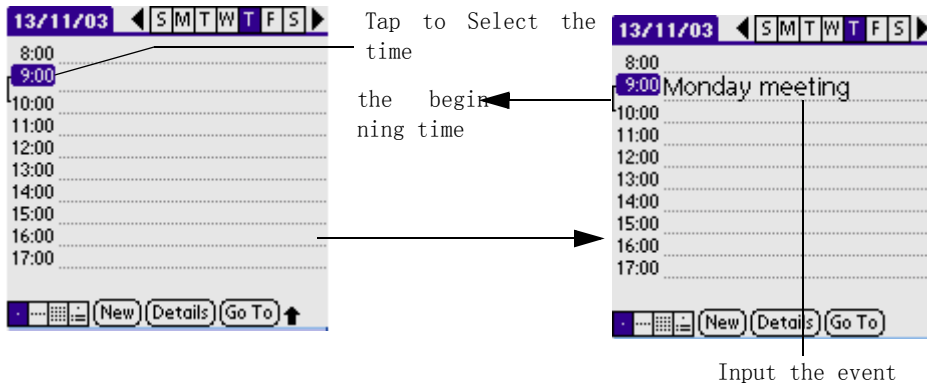 13/11/03 S M T W T F S
8:00
9:00
10:00
11:00
12:00
13:00
14:00
15:00
16:00
17:00
New Details Go To
Tap to Select the
time
the begin-
ning time
13/11/03 S M T W T F S
8:00
9:00 Monday meeting
10:00
11:00
12:00
13:00
14:00
15:00
16:00
17:00
New Details Go To
Input the event